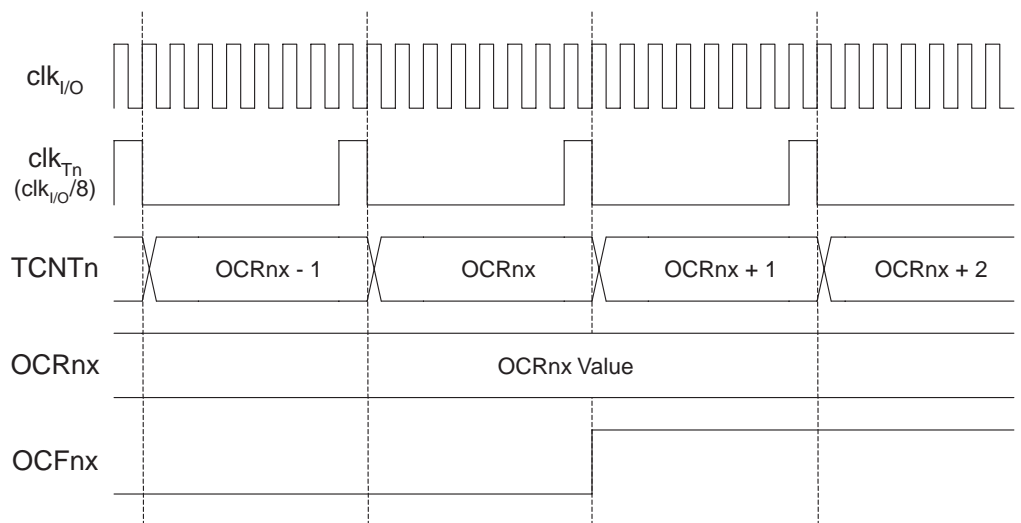 clkI/O
clkTn
(clkI/O/8)
TCNTn
OCRnx - 1
OCRnx
OCRnx + 1
OCRnx + 2
OCRnx
OCRnx Value
OCFnx